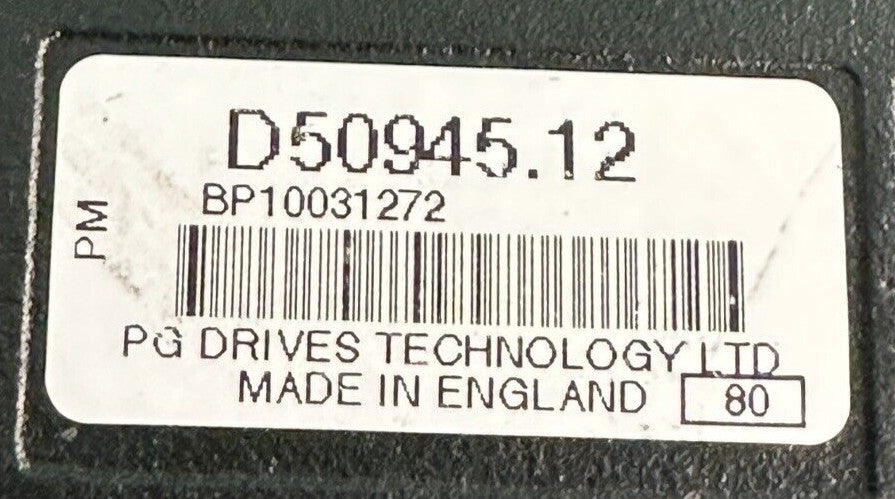 D50945.12
BP10031272
PM
PG DRIVES TECHNOLOGY LTD
MADE IN ENGLAND
80